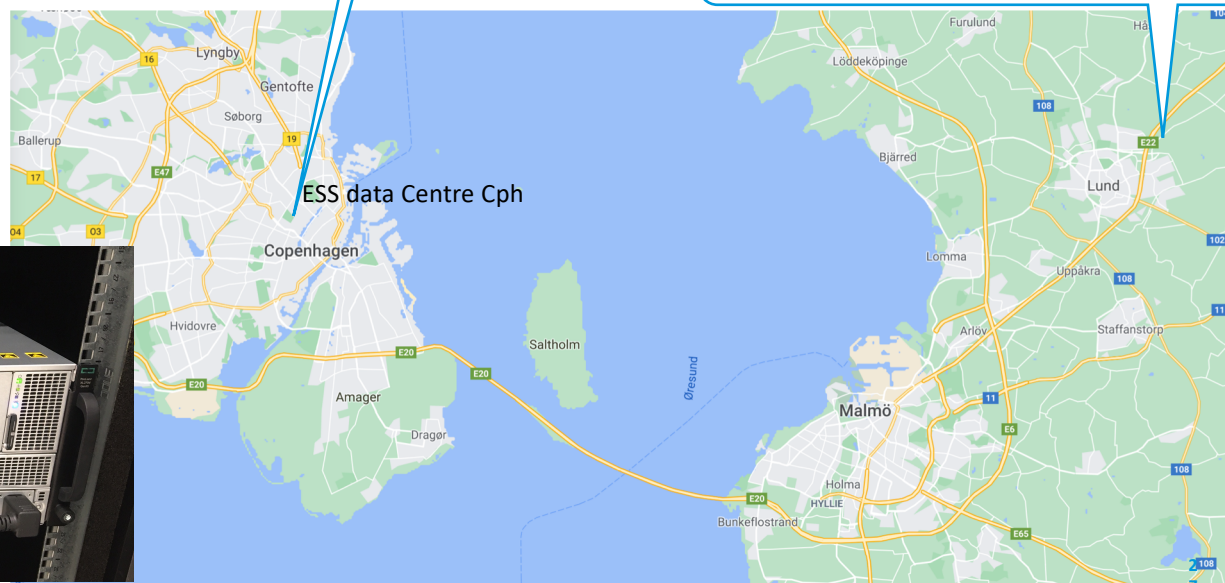 Furulund
Lyngby
16
Löddeköpinge
Gentofte
108
Søborg
19
Ballerup
E22
Bjärred
E47
17
Lund
ESS data Centre Cph
04
03
102
Copenhagen
Lomma
Uppåkra
108
Hvidovre
Arlöv
Staffanstorp
Saltholm
E20
E20
Øresund
E20
Amager
11
Malmö
E6
Dragør
108
Holma
E20
HYLLIE
Bunkeflostrand
E65
108